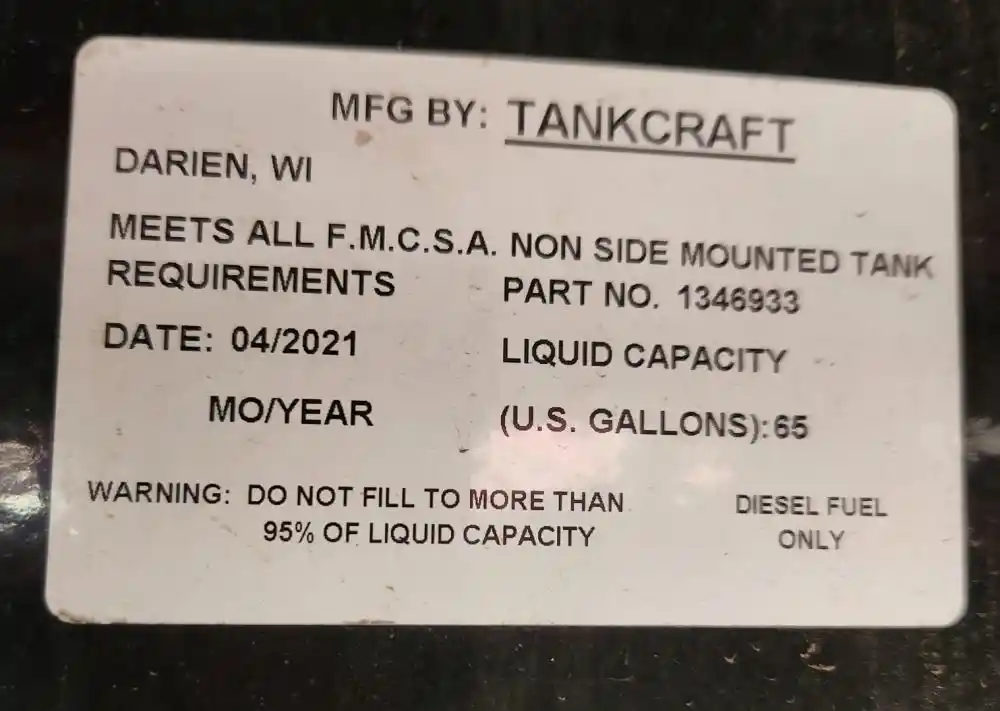 MFG BY: TANKCRAFT
DARIEN, WI
MEETS ALL F.M.C.S.A. NON SIDE MOUNTED TANK
REQUIREMENTS PART NO. 1346933
DATE: 04/2021 LIQUID CAPACITY
MO/YEAR (U.S. GALLONS): 65
WARNING: DO NOT FILL TO MORE THAN DIESEL FUEL
95% OF LIQUID CAPACITY ONLY